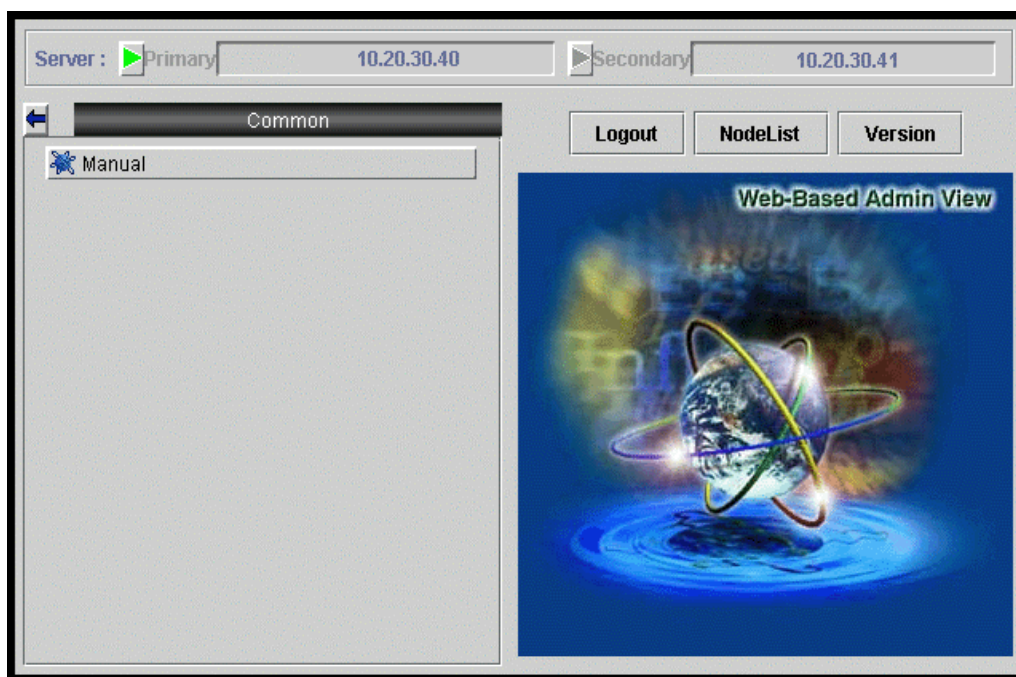 Server : Primary 10.20.30.40 Secondary 10.20.30.41
Common
Logout NodeList Version
Manual
Web-Based Admin View